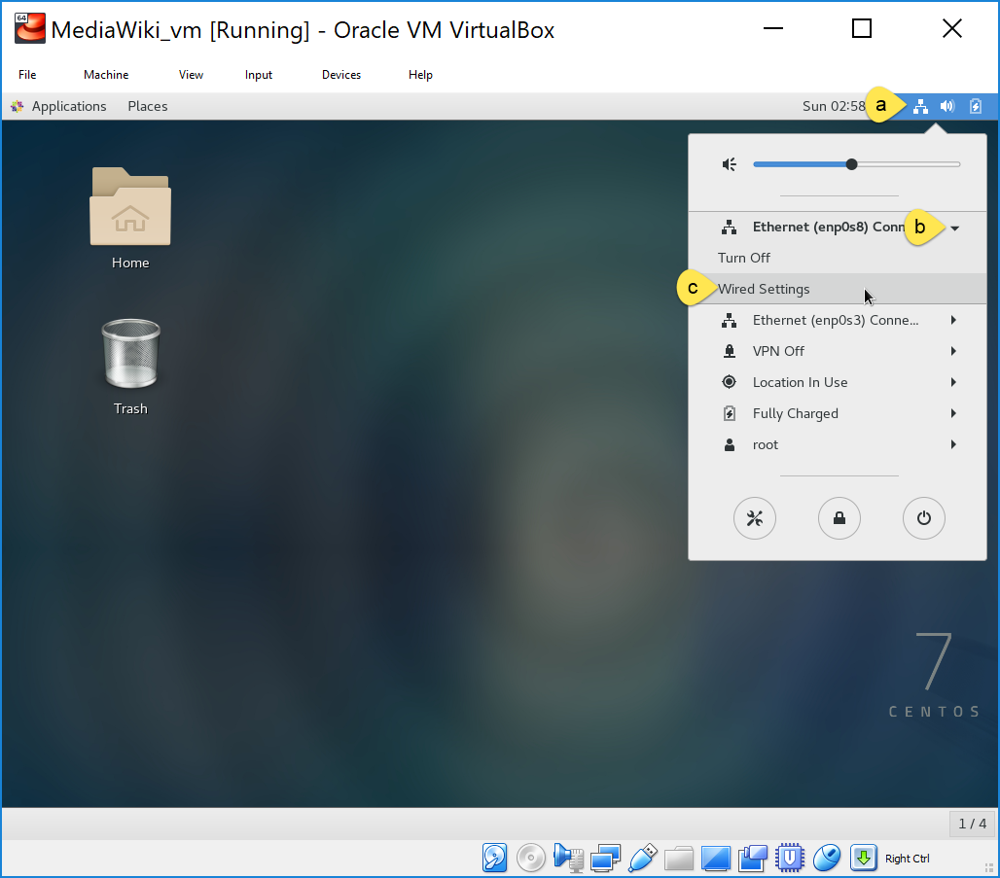 64
MediaWiki_vm [Running] - Oracle VM VirtualBox
File Machine View Input Devices Help
Applications Places Sun 02:58 a
Ethernet (enp0s8) Conn b
Turn Off
c Wired Settings
Ethernet (enp0s3) Conne...
VPN Off
Location In Use
Fully Charged
root
Home
Trash
7
CENTOS
1 / 4
Right Ctrl